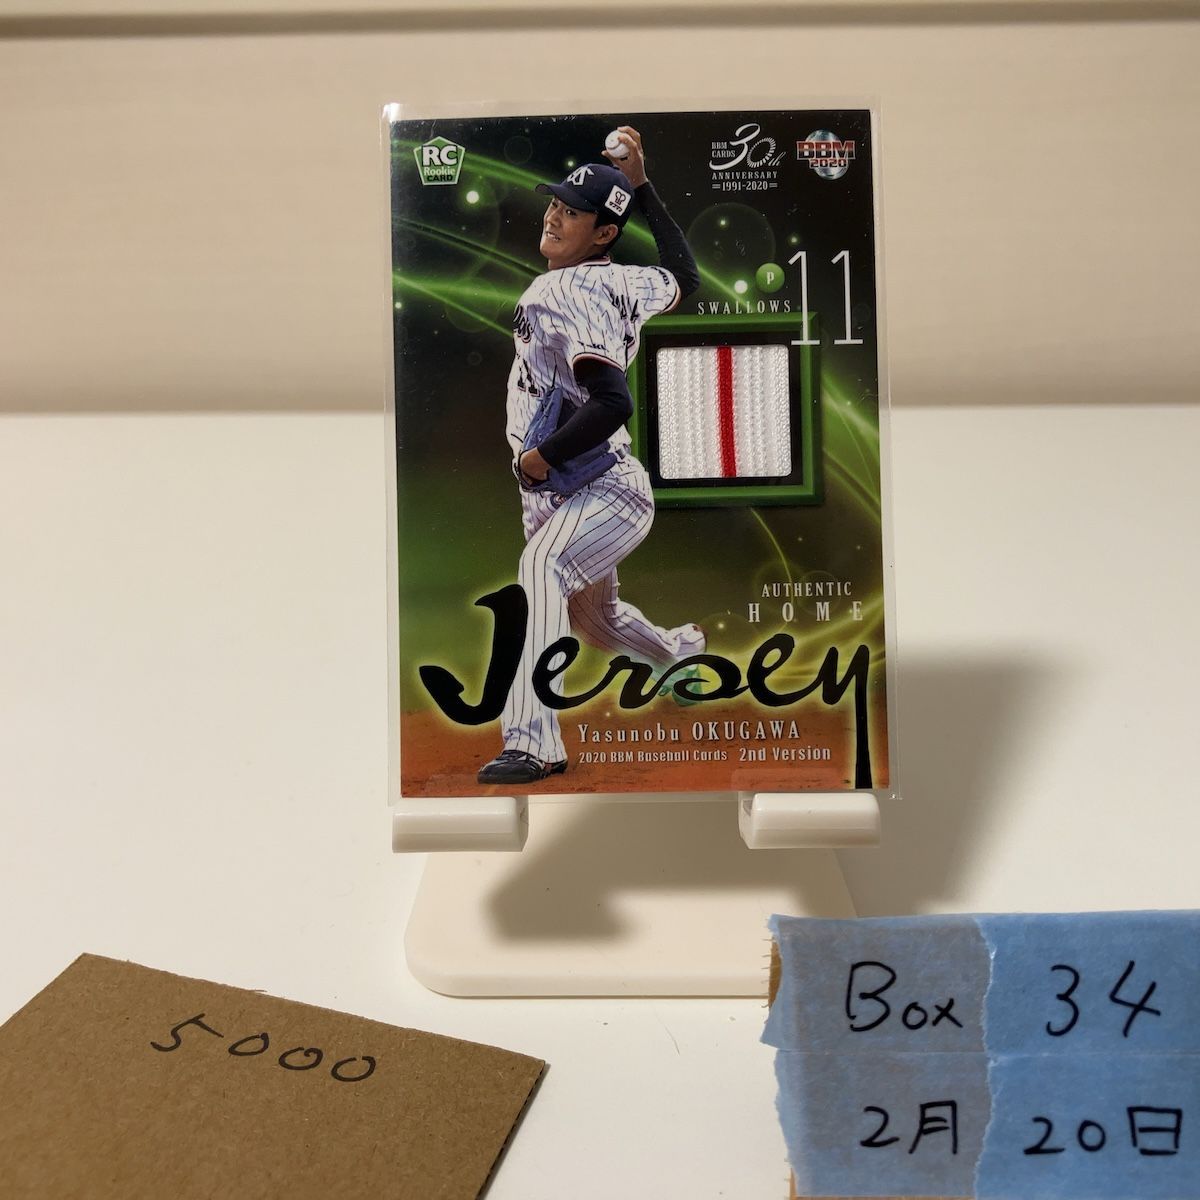 RC
Rookie
CARD
BBM
CARDS
30th
ANNIVERSARY
1991-2020
BBM
2020
P
11
SWALLOWS
11
AUTHENTIC
HOME
Jersey
Yasunobu OKUGAWA
2020 BBM Baseball Cards 2nd Version
5000
Box 34
2月 20日